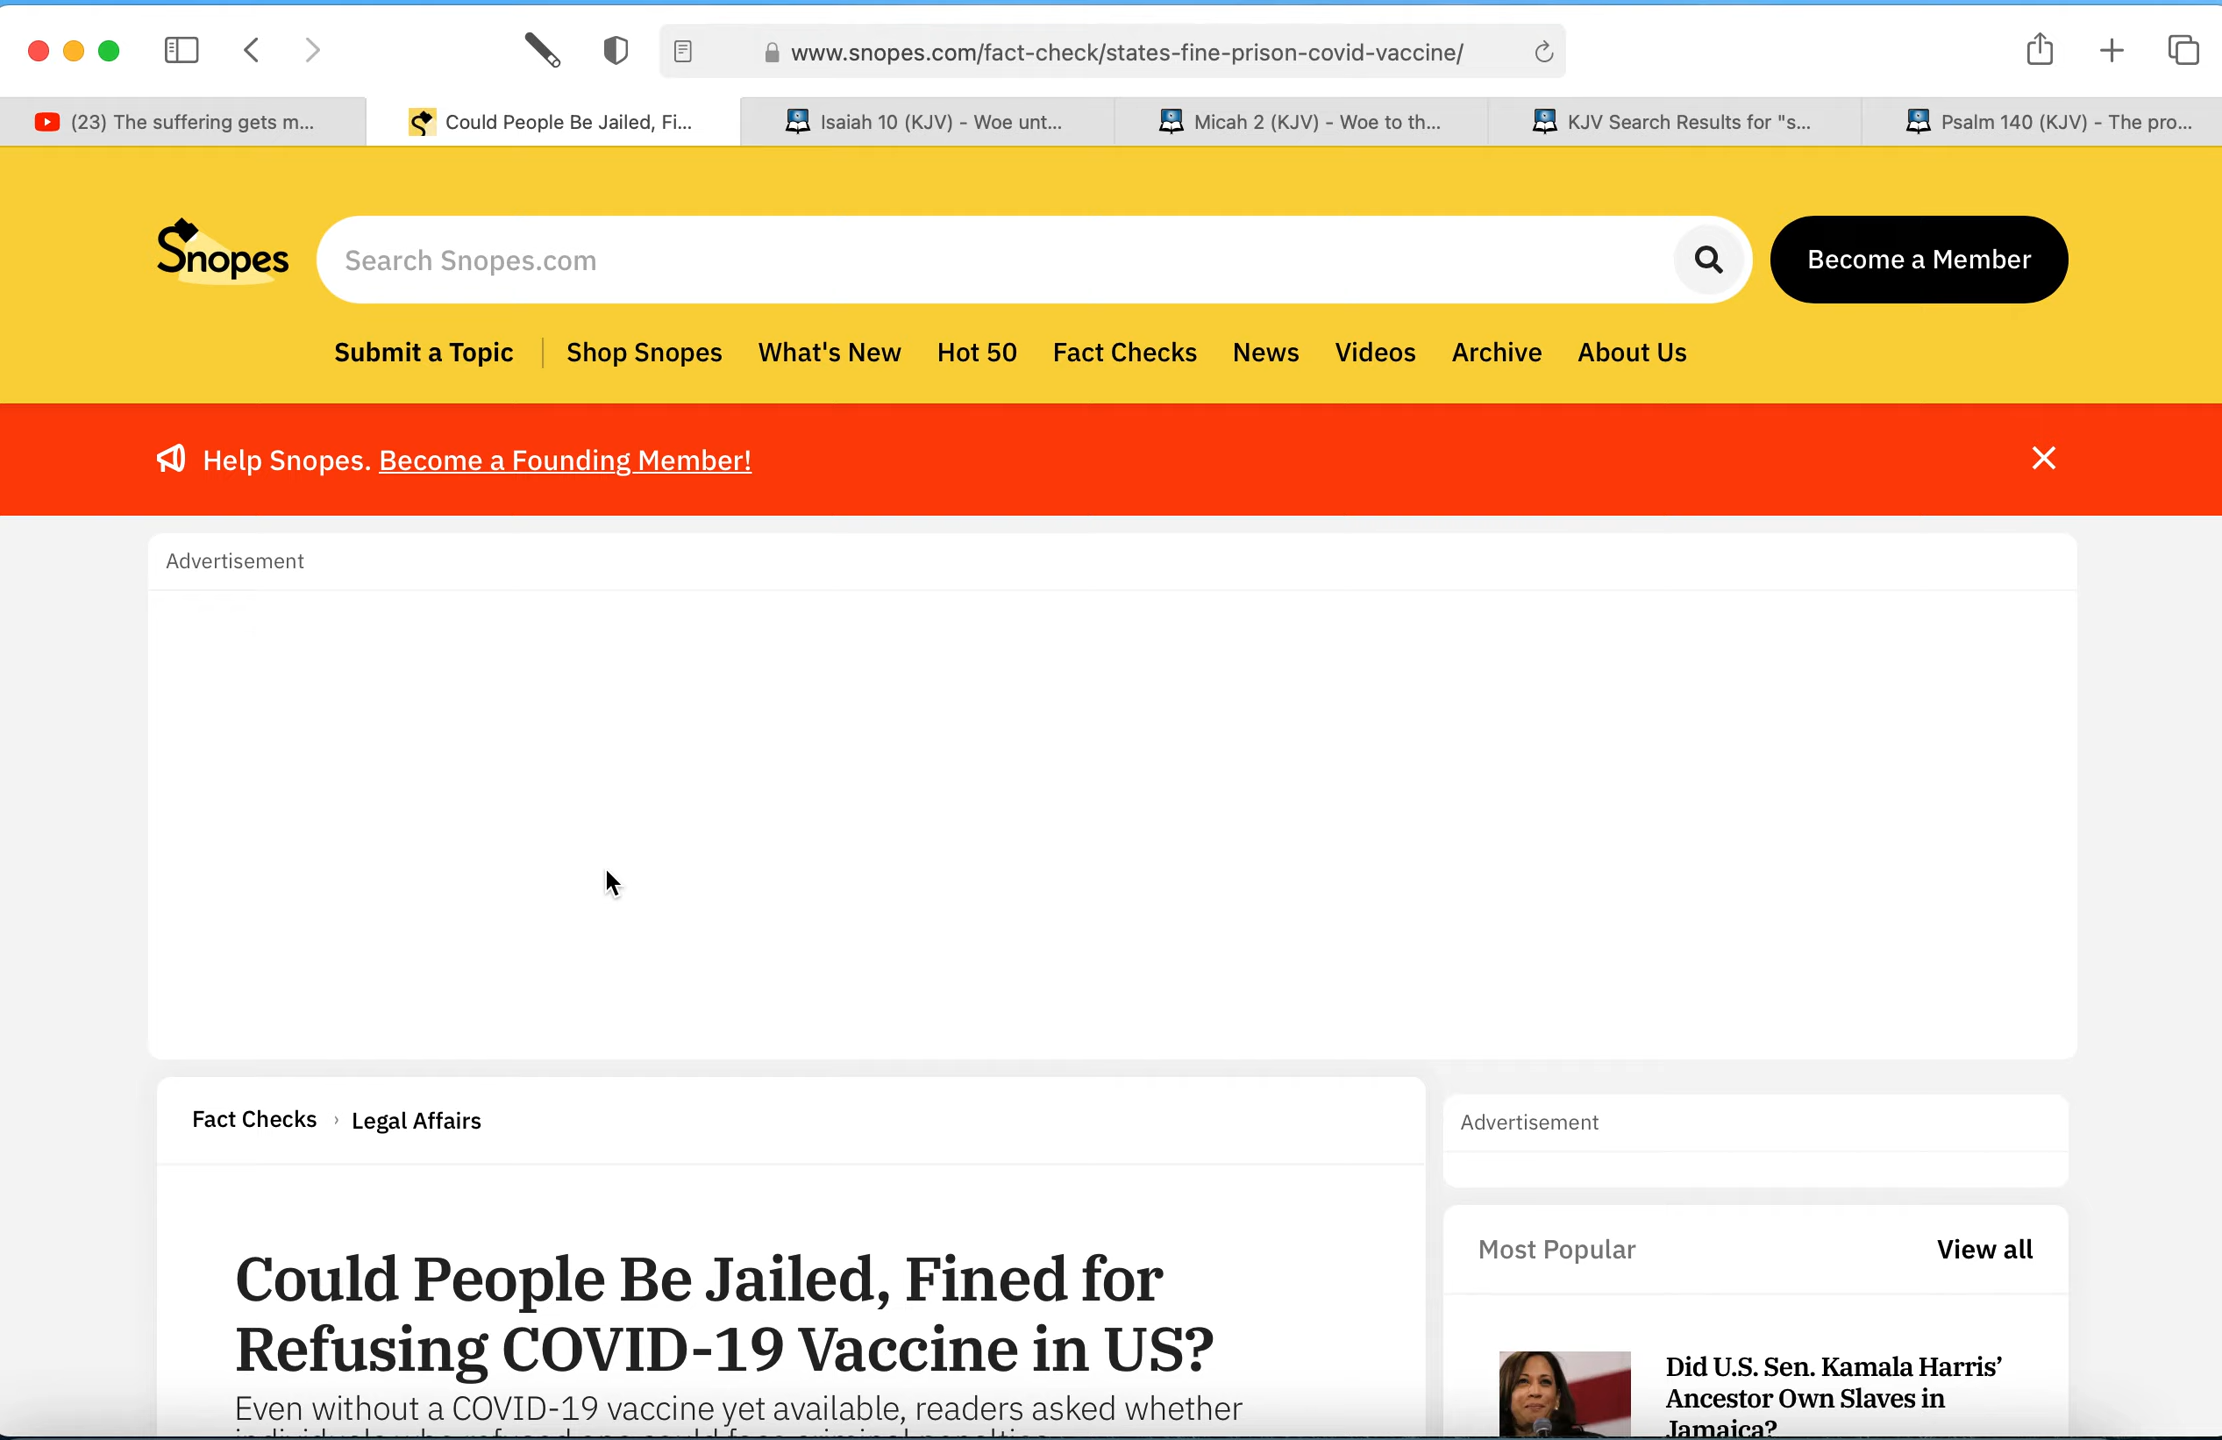 www.snopes.com/fact-check/states-fine-prison-covid-vaccine/
(23) The suffering gets m...
Could People Be Jailed, Fi...
Isaiah 10 (KJV) - Woe unt...
Micah 2 (KJV) - Woe to th...
KJV Search Results for "s...
Psalm 140 (KJV) - The pro...
Snopes
Search Snopes.com
Become a Member
Submit a Topic
Shop Snopes
What's New
Hot 50
Fact Checks
News
Videos
Archive
About Us
Help Snopes. Become a Founding Member!
Advertisement
Fact Checks › Legal Affairs
Could People Be Jailed, Fined for
Refusing COVID-19 Vaccine in US?
Even without a COVID-19 vaccine yet available, readers asked whether
Advertisement
Most Popular
View all
Did U.S. Sen. Kamala Harris’
Ancestor Own Slaves in
Jamaica?